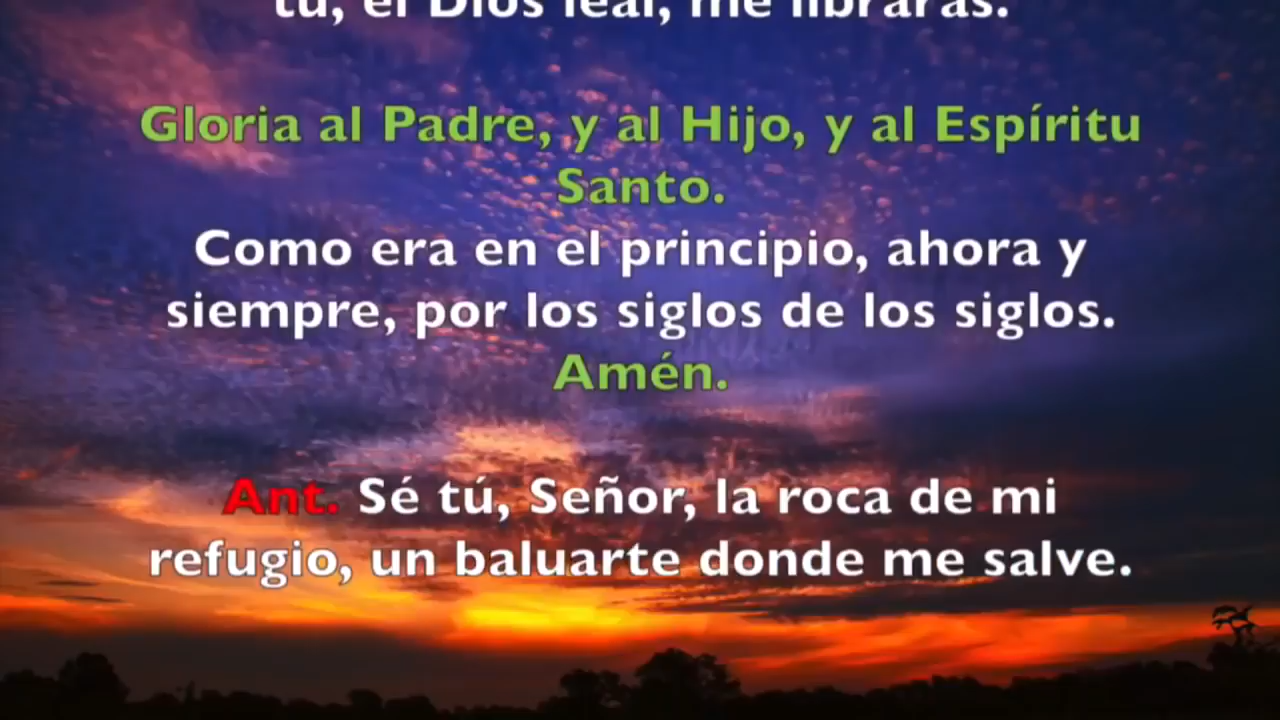 tú, el Dios leal, me librarás.
Gloria al Padre, y al Hijo, y al Espíritu
Santo.
Como era en el principio, ahora y
siempre, por los siglos de los siglos.
Amén.
Ant. Sé tú, Señor, la roca de mi
refugio, un baluarte donde me salve.